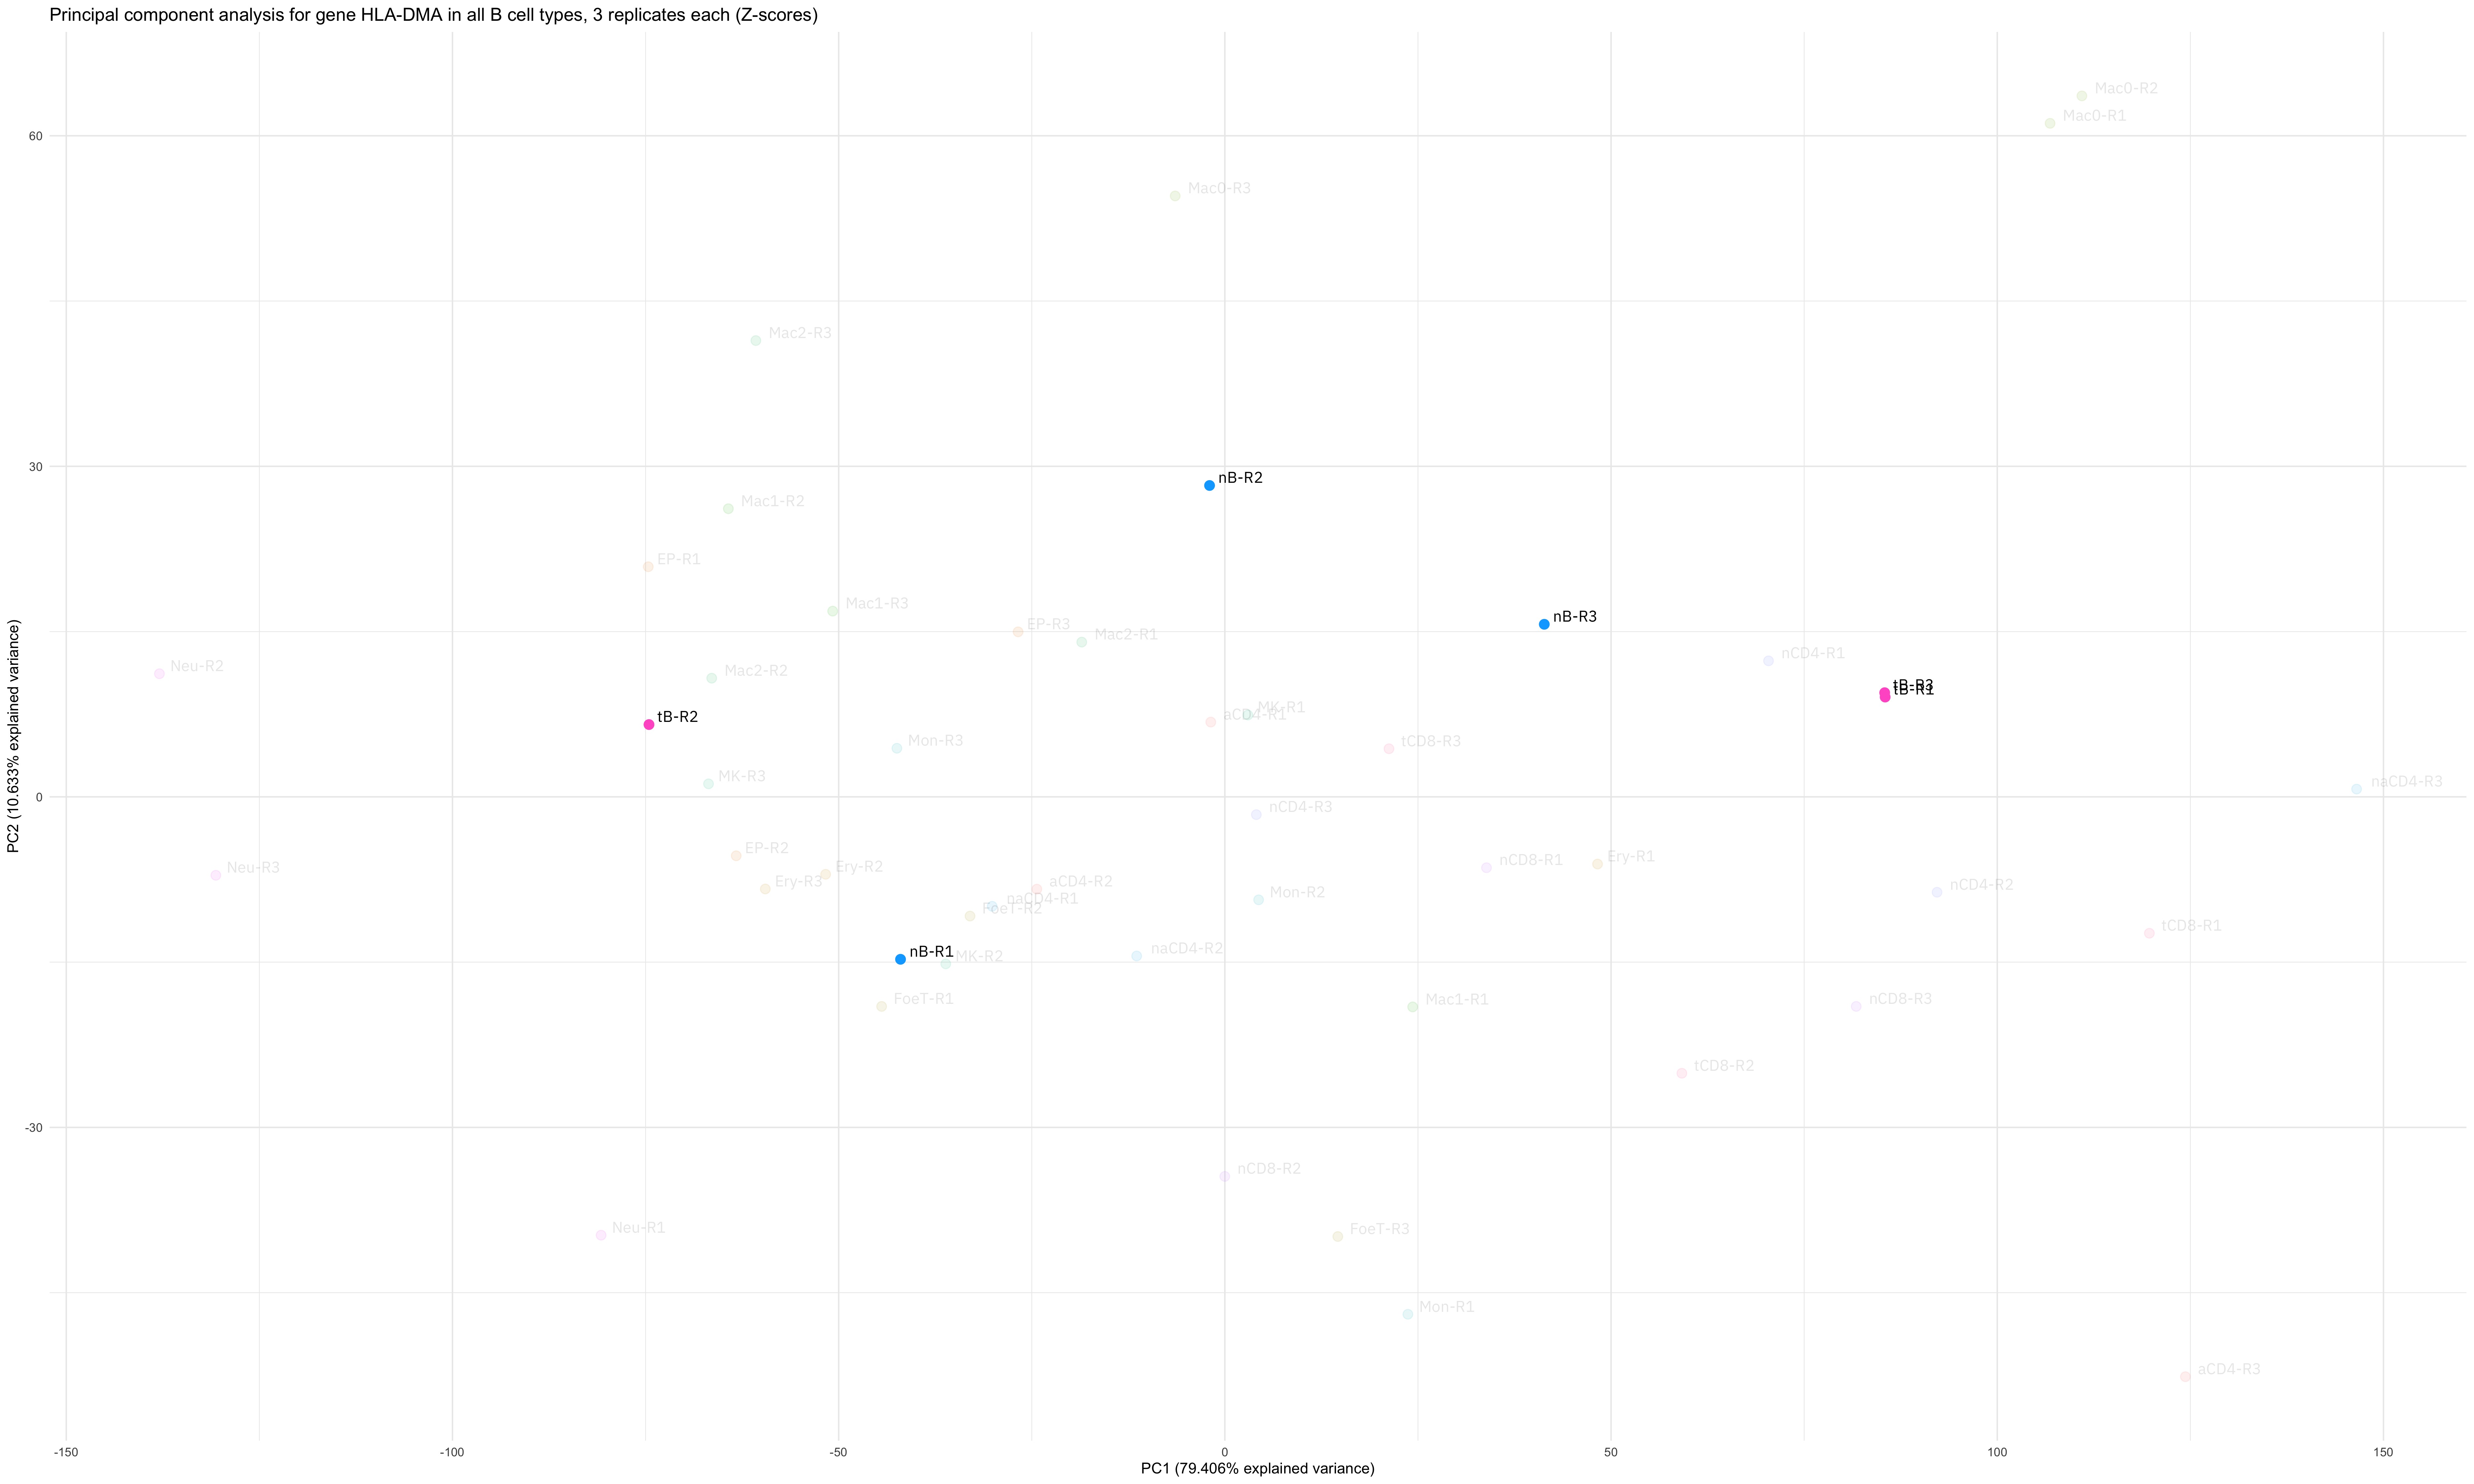 Principal component analysis for gene HLA-DMA in all B cell types, 3 replicates each (Z-scores)
Mac0-R2
Mac0-R1
60
Mac0-R3
Mac2-R3
30
nB-R2
Mac1-R2
EP-R1
Mac1-R3
nB-R3
EP-R3
Mac2-R1
nCD4-R1
Neu-R2
Mac2-R2
tB-R3
tB-R1
tB-R2
MK-R1
aCD4-R1
Mon-R3
tCD8-R3
MK-R3
naCD4-R3
0
nCD4-R3
EP-R2
nCD8-R1
Ery-R1
Neu-R3
Ery-R2
Ery-R3
aCD4-R2
nCD4-R2
Mon-R2
naCD4-R1
FoeT-R2
tCD8-R1
nB-R1
MK-R2
naCD4-R2
FoeT-R1
Mac1-R1
nCD8-R3
tCD8-R2
-30
nCD8-R2
Neu-R1
FoeT-R3
Mon-R1
aCD4-R3
PC2 (10.633% explained variance)
-150
-100
-50
0
50
100
150
PC1 (79.406% explained variance)